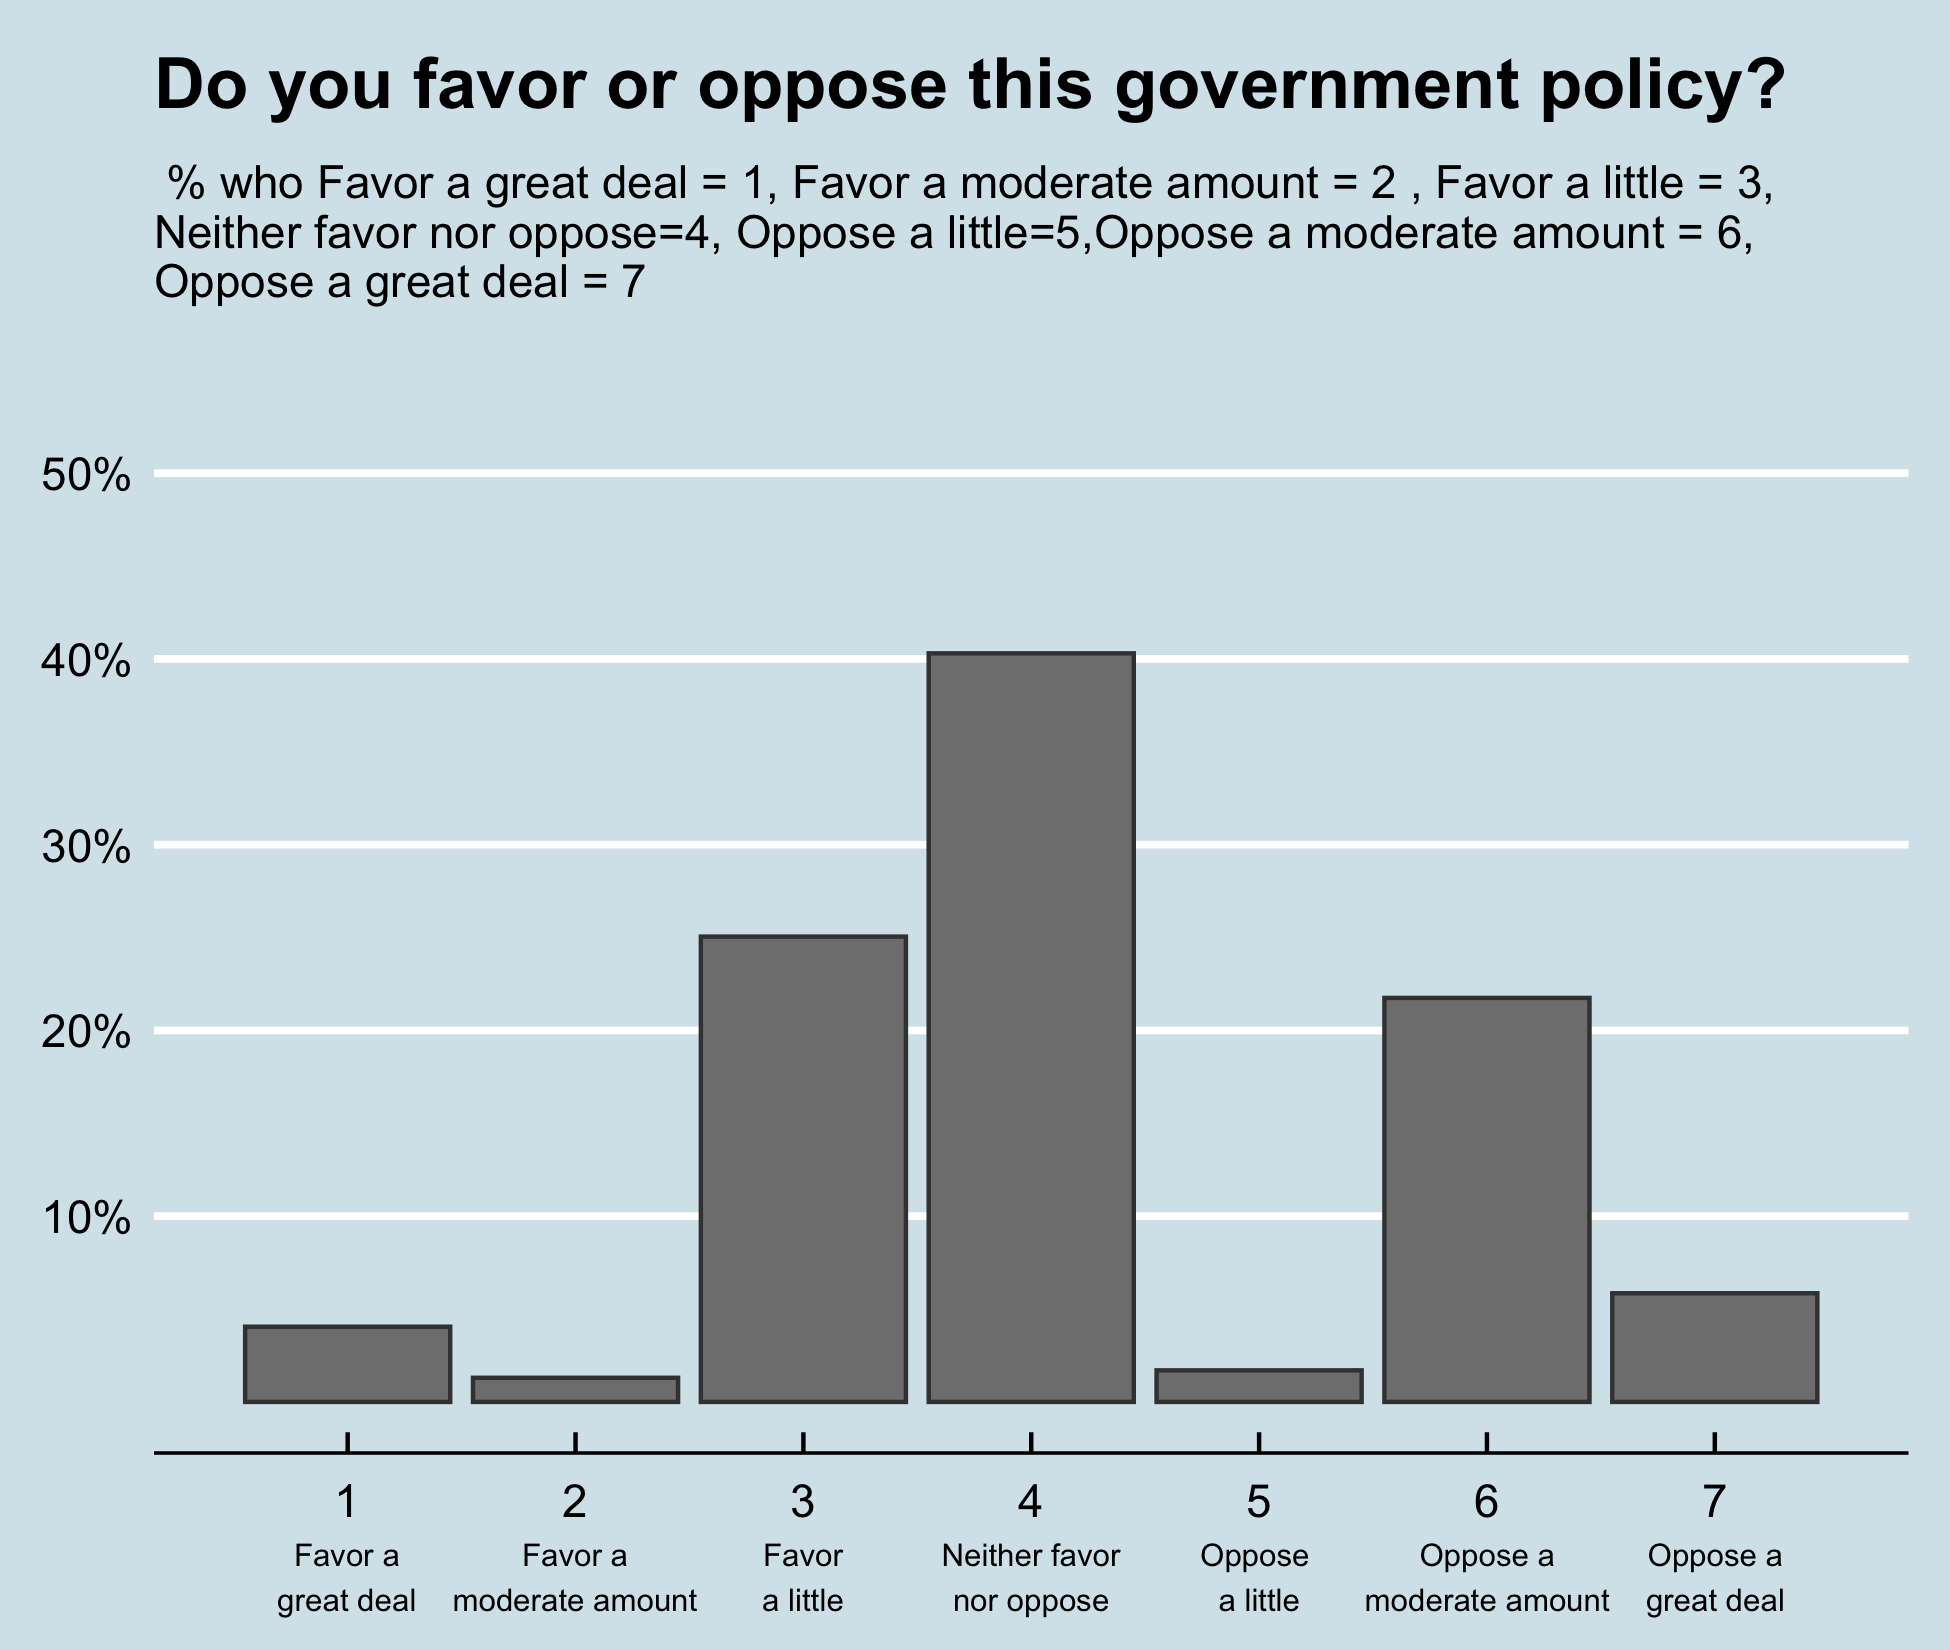 Do you favor or oppose this government policy?
% who Favor a great deal = 1, Favor a moderate amount = 2 , Favor a little = 3,
Neither favor nor oppose=4, Oppose a little=5,Oppose a moderate amount = 6,
Oppose a great deal = 7
50%
40%
30%
20%
10%
1 2 3 4 5 6 7
Favor a Favor a Favor Neither favor Oppose Oppose a Oppose a
great deal moderate amount a little nor oppose a little moderate amount great deal